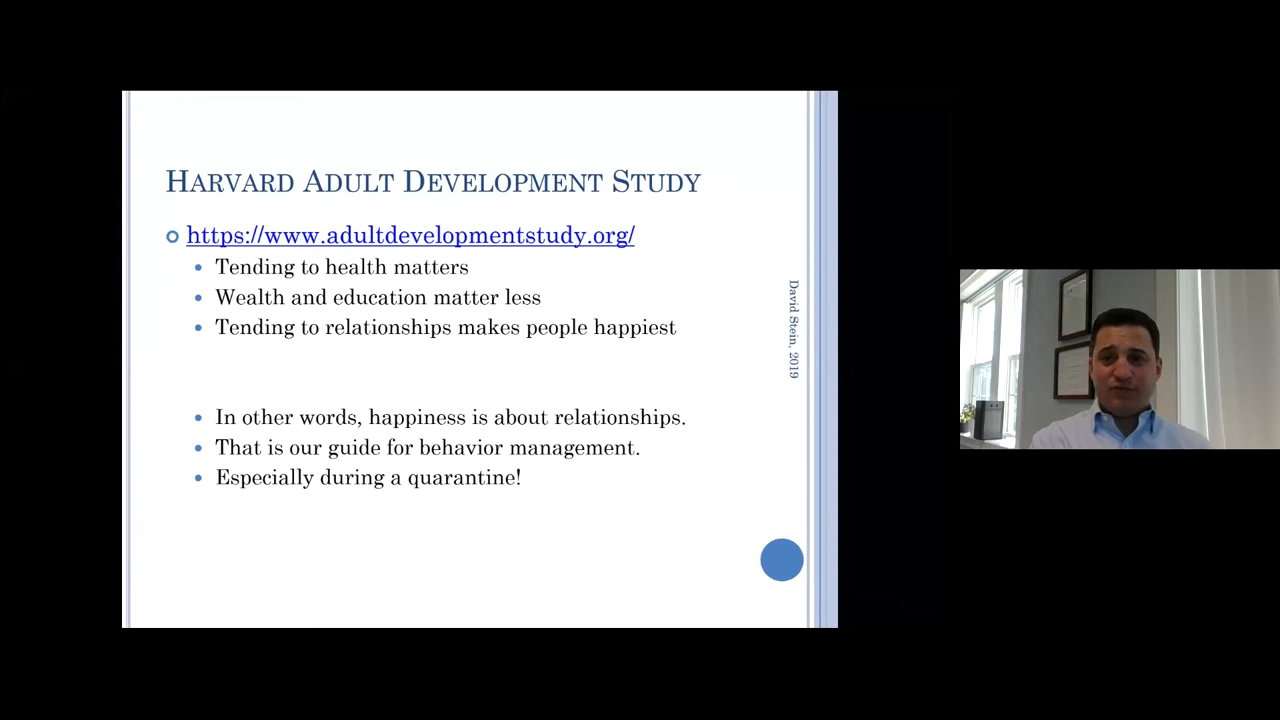 HARVARD ADULT DEVELOPMENT STUDY
https://www.adultdevelopmentstudy.org/
Tending to health matters
Wealth and education matter less
Tending to relationships makes people happiest
In other words, happiness is about relationships.
That is our guide for behavior management.
Especially during a quarantine!
David Stein, 2019